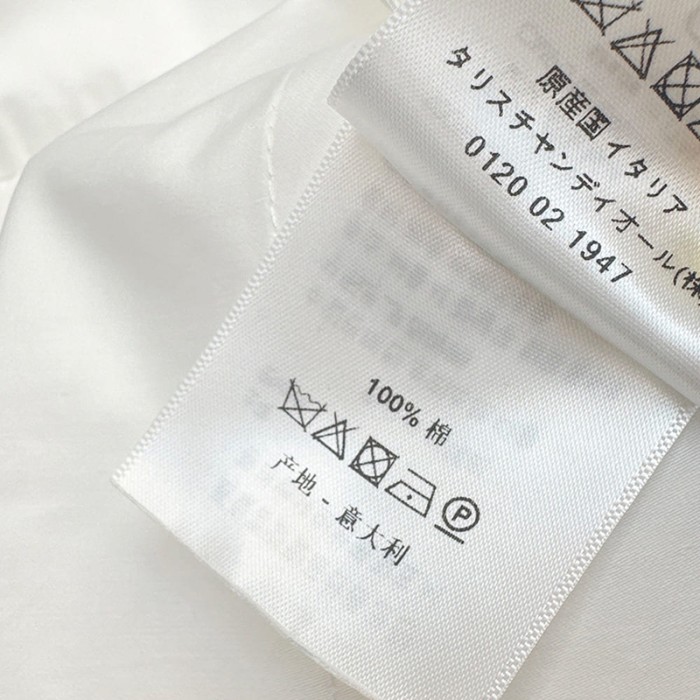 原産国 イタリア
タリスチャンディオール(株
0120 02 1947
100% 棉
P
产地 - 意大利